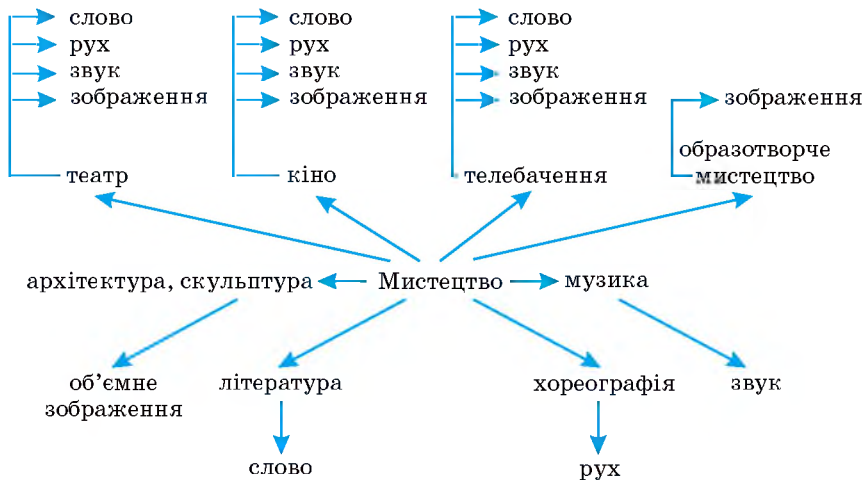 слово
рух
звук
зображення
театр
слово
рух
звук
зображення
кіно
слово
рух
звук
зображення
телебачення
зображення
образотворче
мистецтво
архітектура, скульптура
Мистецтво
музика
об’ємне
зображення
література
хореографія
звук
слово
рух